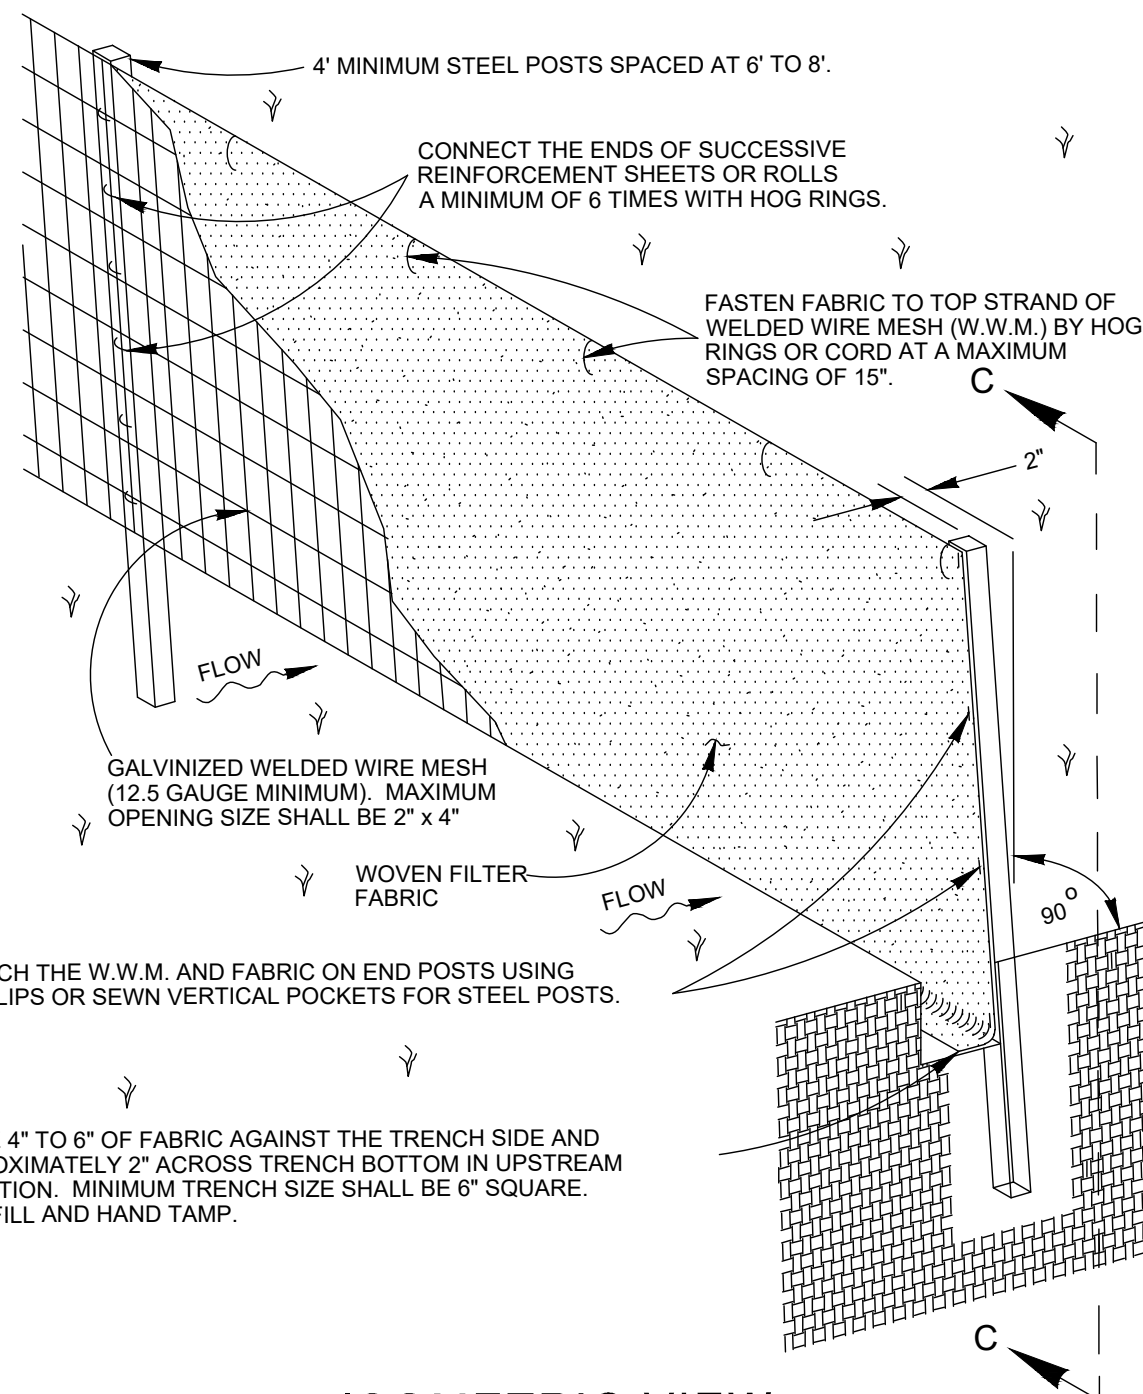 4' MINIMUM STEEL POSTS SPACED AT 6' TO 8'.
CONNECT THE ENDS OF SUCCESSIVE
REINFORCEMENT SHEETS OR ROLLS
A MINIMUM OF 6 TIMES WITH HOG RINGS.
FASTEN FABRIC TO TOP STRAND OF
WELDED WIRE MESH (W.W.M.) BY HOG
RINGS OR CORD AT A MAXIMUM
SPACING OF 15".
C
2"
FLOW
GALVINIZED WELDED WIRE MESH
(12.5 GAUGE MINIMUM). MAXIMUM
OPENING SIZE SHALL BE 2" x 4"
WOVEN FILTER
FABRIC
FLOW
90°
CH THE W.W.M. AND FABRIC ON END POSTS USING
LIPS OR SEWN VERTICAL POCKETS FOR STEEL POSTS.
4" TO 6" OF FABRIC AGAINST THE TRENCH SIDE AND
OXIMATELY 2" ACROSS TRENCH BOTTOM IN UPSTREAM
TION. MINIMUM TRENCH SIZE SHALL BE 6" SQUARE.
FILL AND HAND TAMP.
C